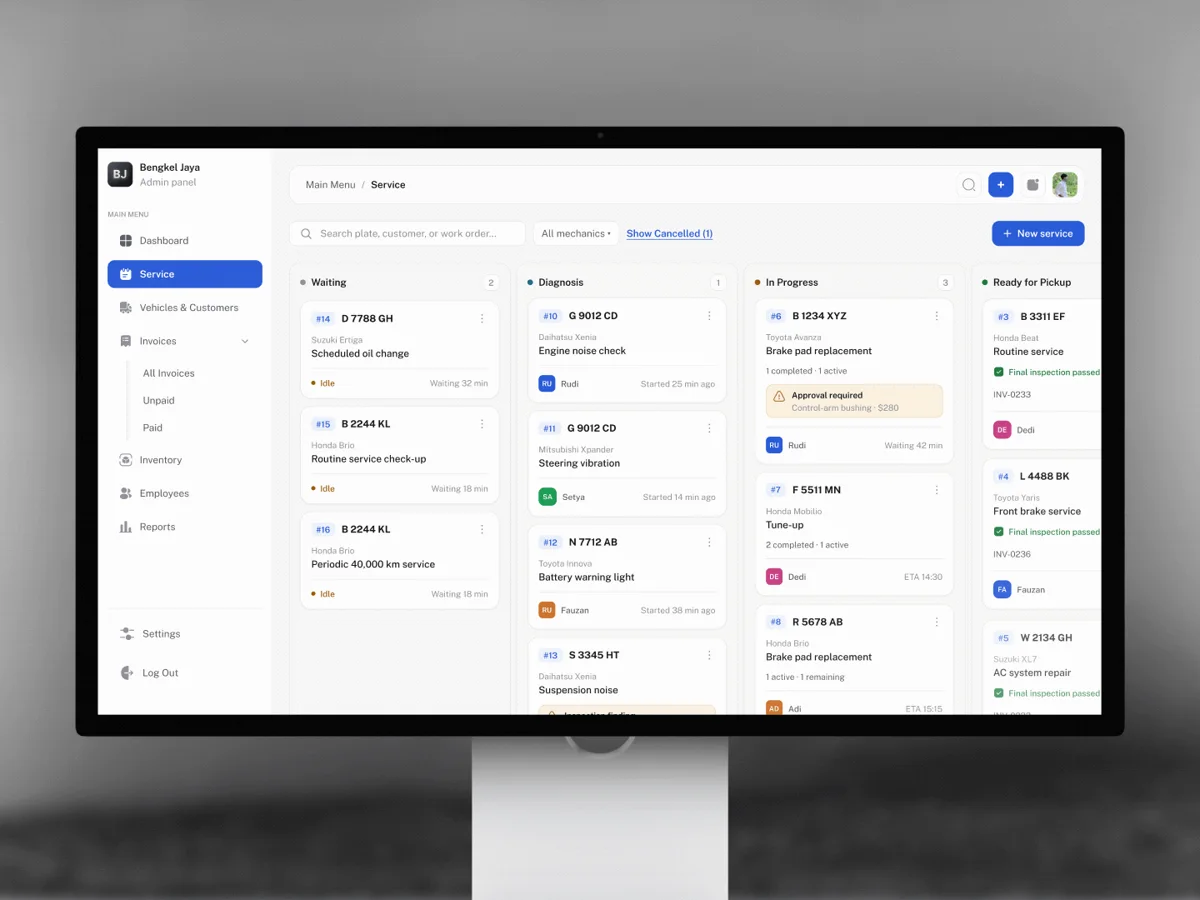 BJ
Bengkel Jaya
Admin panel
MAIN MENU
Dashboard
Service
Vehicles & Customers
Invoices
All Invoices
Unpaid
Paid
Inventory
Employees
Reports
Settings
Log Out
Main Menu / Service
+
Search plate, customer, or work order...
All mechanics
Show Cancelled (1)
+ New service
Waiting 2
#14 D 7788 GH
Suzuki Ertiga
Scheduled oil change
Idle Waiting 32 min
#15 B 2244 KL
Honda Brio
Routine service check-up
Idle Waiting 18 min
#16 B 2244 KL
Honda Brio
Periodic 40,000 km service
Idle Waiting 18 min
Diagnosis 1
#10 G 9012 CD
Daihatsu Xenia
Engine noise check
RU Rudi Started 25 min ago
#11 G 9012 CD
Mitsubishi Xpander
Steering vibration
SA Setya Started 14 min ago
#12 N 7712 AB
Toyota Innova
Battery warning light
RU Fauzan Started 38 min ago
#13 S 3345 HT
Daihatsu Xenia
Suspension noise
In Progress 3
#6 B 1234 XYZ
Toyota Avanza
Brake pad replacement
1 completed · 1 active
Approval required
Control-arm bushing · $280
RU Rudi Waiting 42 min
#7 F 5511 MN
Honda Mobilio
Tune-up
2 completed · 1 active
DE Dedi ETA 14:30
#8 R 5678 AB
Honda Brio
Brake pad replacement
1 active · 1 remaining
AD Adi ETA 15:15
Ready for Pickup
#3 B 3311 EF
Honda Beat
Routine service
Final inspection passed
INV-0233
DE Dedi
#4 L 4488 BK
Toyota Yaris
Front brake service
Final inspection passed
INV-0236
FA Fauzan
#5 W 2134 GH
Suzuki XL7
AC system repair
Final inspection passed